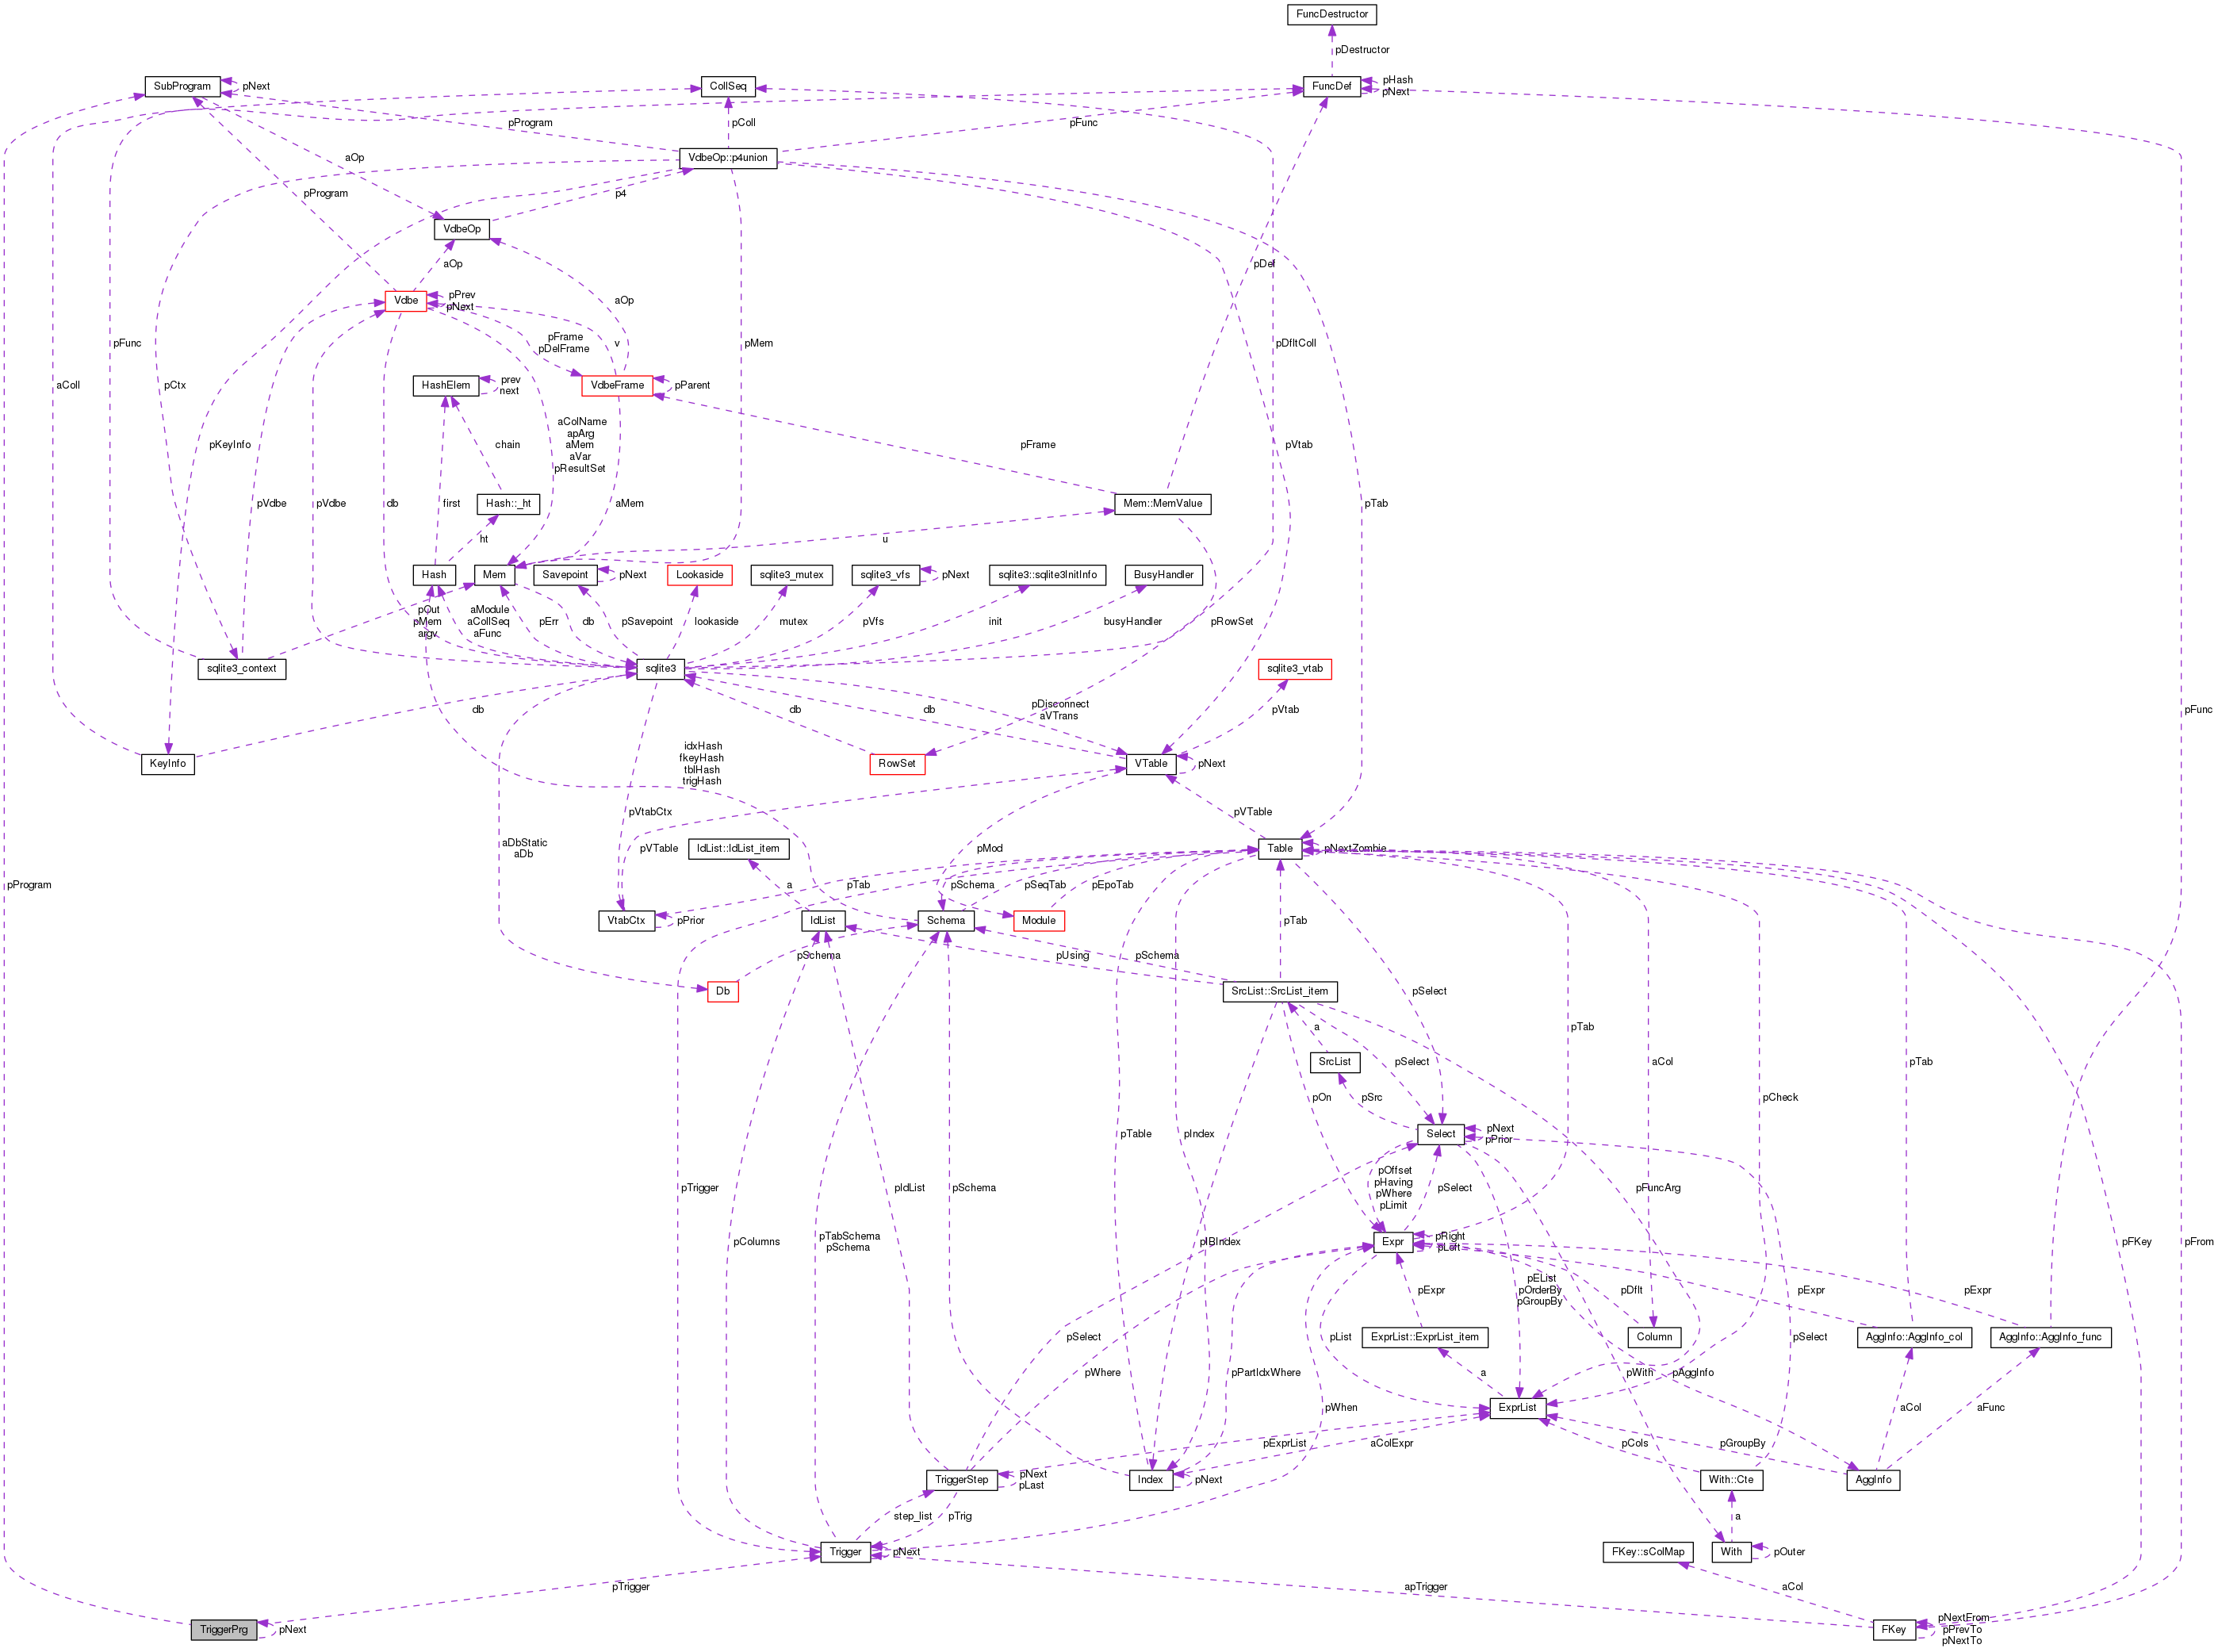 FuncDestructor
pDestructor
SubProgram
pNext
CollSeq
FuncDef
pHash
pNext
pProgram
pColl
pFunc
aOp
VdbeOp::p4union
pProgram
p4
VdbeOp
aOp
pDef
Vdbe
pPrev
pNext
aOp
pFunc
pFrame
pDelFrame
v
pMem
pDfltColl
aColl
pCtx
HashElem
prev
next
VdbeFrame
pParent
pKeyInfo
chain
aColName
apArg
aMem
aVar
pResultSet
pFrame
pVtab
pVdbe
pVdbe
db
first
Hash::_ht
aMem
Mem::MemValue
pTab
ht
u
Hash
Mem
Savepoint
pNext
Lookaside
sqlite3_mutex
sqlite3_vfs
pNext
sqlite3::sqlite3InitInfo
BusyHandler
pOut
pMem
argv
aModule
aCollSeq
aFunc
pErr
db
pSavepoint
lookaside
mutex
pVfs
init
busyHandler
pRowSet
sqlite3_context
sqlite3
sqlite3_vtab
db
pDisconnect
aVTrans
db
db
pVtab
pFunc
KeyInfo
idxHash
fkeyHash
tblHash
trigHash
RowSet
VTable
pNext
pVtabCtx
pVTable
aDbStatic
aDb
pVTable
IdList::IdList_item
pMod
Table
pNextZombie
pProgram
a
pTab
pSchema
pSeqTab
pEpoTab
VtabCtx
pPrior
IdList
Schema
Module
pTab
pSchema
pUsing
pSchema
Db
SrcList::SrcList_item
pSelect
a
pTab
SrcList
pSelect
aCol
pTab
pOn
pSrc
pCheck
pTable
pIndex
Select
pNext
pPrior
pTrigger
pIdList
pSchema
pOffset
pHaving
pWhere
pLimit
pSelect
pFuncArg
pColumns
pTabSchema
pSchema
pIBIndex
Expr
pRight
pLeft
pFKey
pFrom
pEList
pOrderBy
pGroupBy
pExpr
pDflt
pExpr
pExpr
pSelect
pList
ExprList::ExprList_item
Column
pSelect
AggInfo::AggInfo_col
AggInfo::AggInfo_func
pWhere
pPartIdxWhere
a
pWith
pAggInfo
pWhen
ExprList
aCol
aFunc
pExprList
aColExpr
pCols
pGroupBy
TriggerStep
pNext
pLast
Index
pNext
With::Cte
AggInfo
step_list
pTrig
a
Trigger
pNext
FKey::sColMap
With
pOuter
pTrigger
apTrigger
aCol
TriggerPrg
pNext
FKey
pNextFrom
pPrevTo
pNextTo